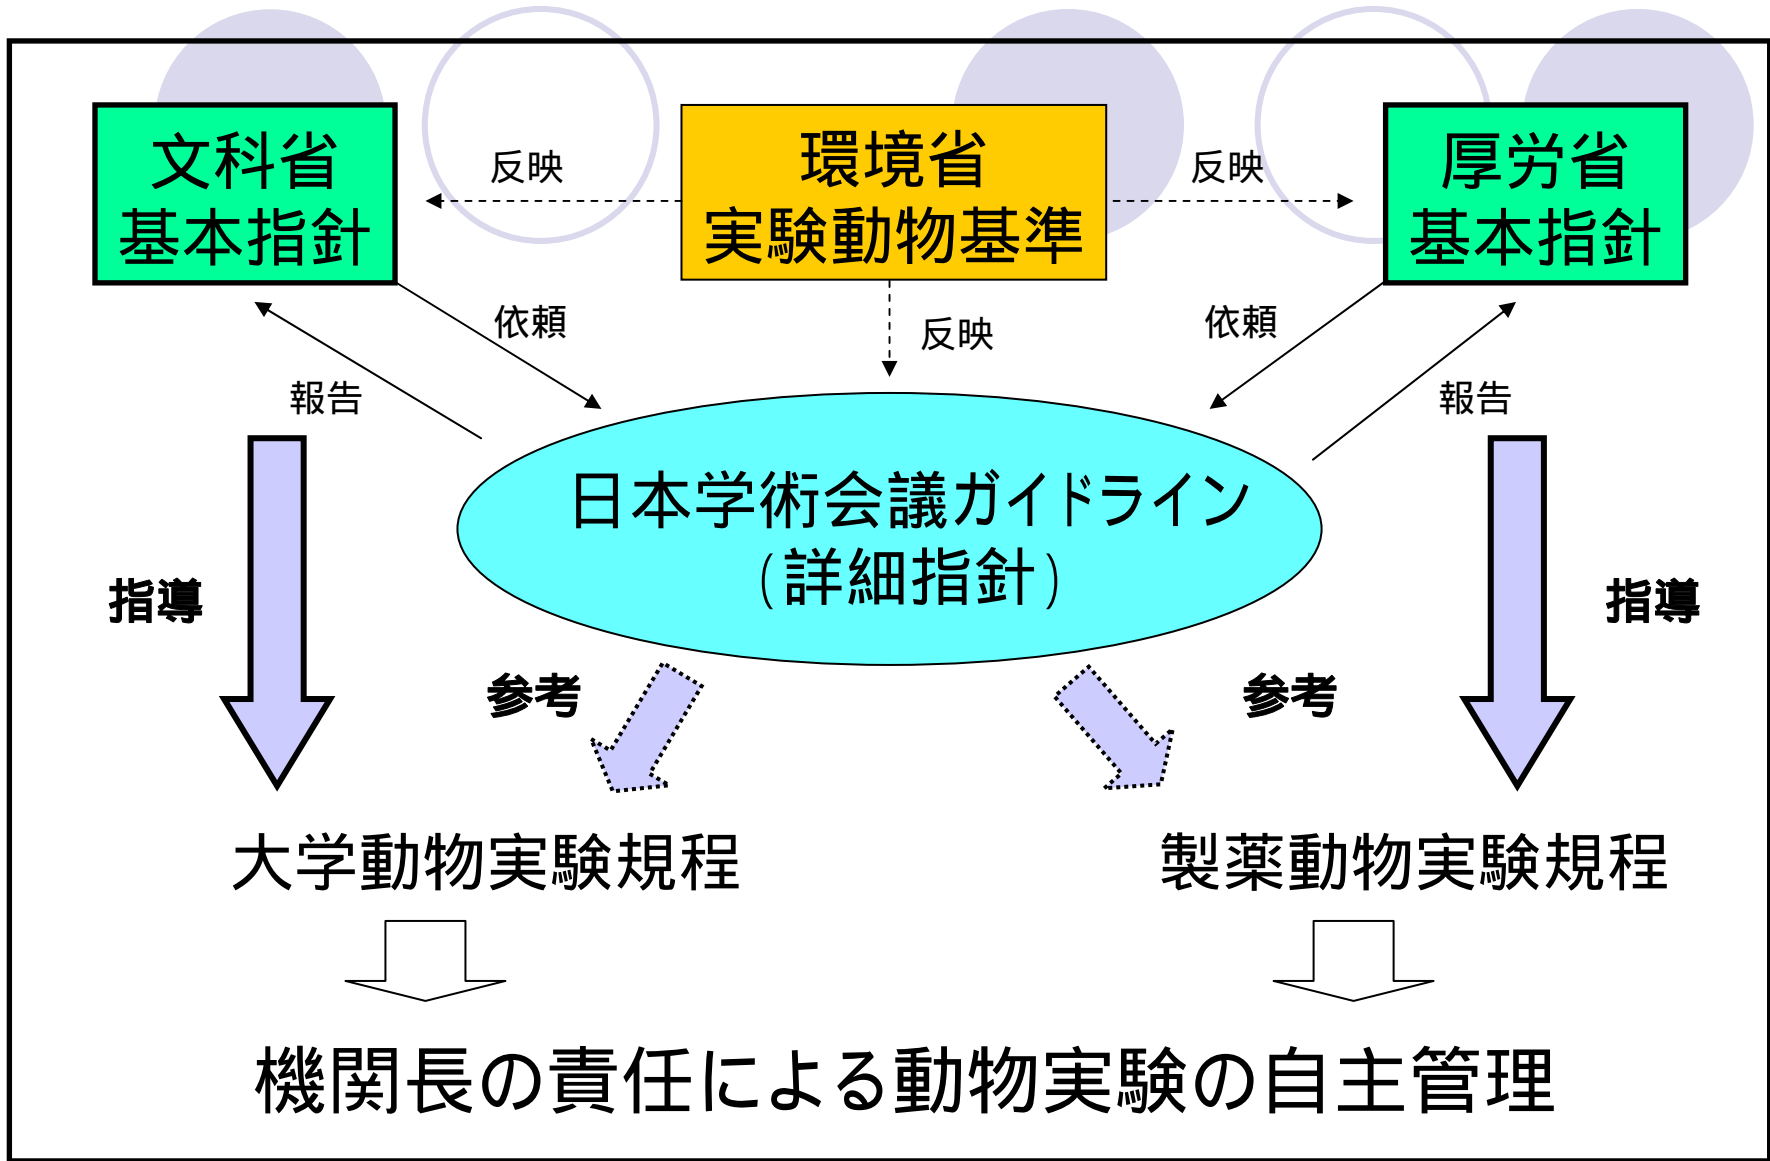 文科省
基本指針
反映
環境省
実験動物基準
反映
厚労省
基本指針
依頼
反映
依頼
報告
報告
日本学術会議ガイドライン
(詳細指針)
指導
指導
参考
参考
大学動物実験規程
製薬動物実験規程
機関長の責任による動物実験の自主管理